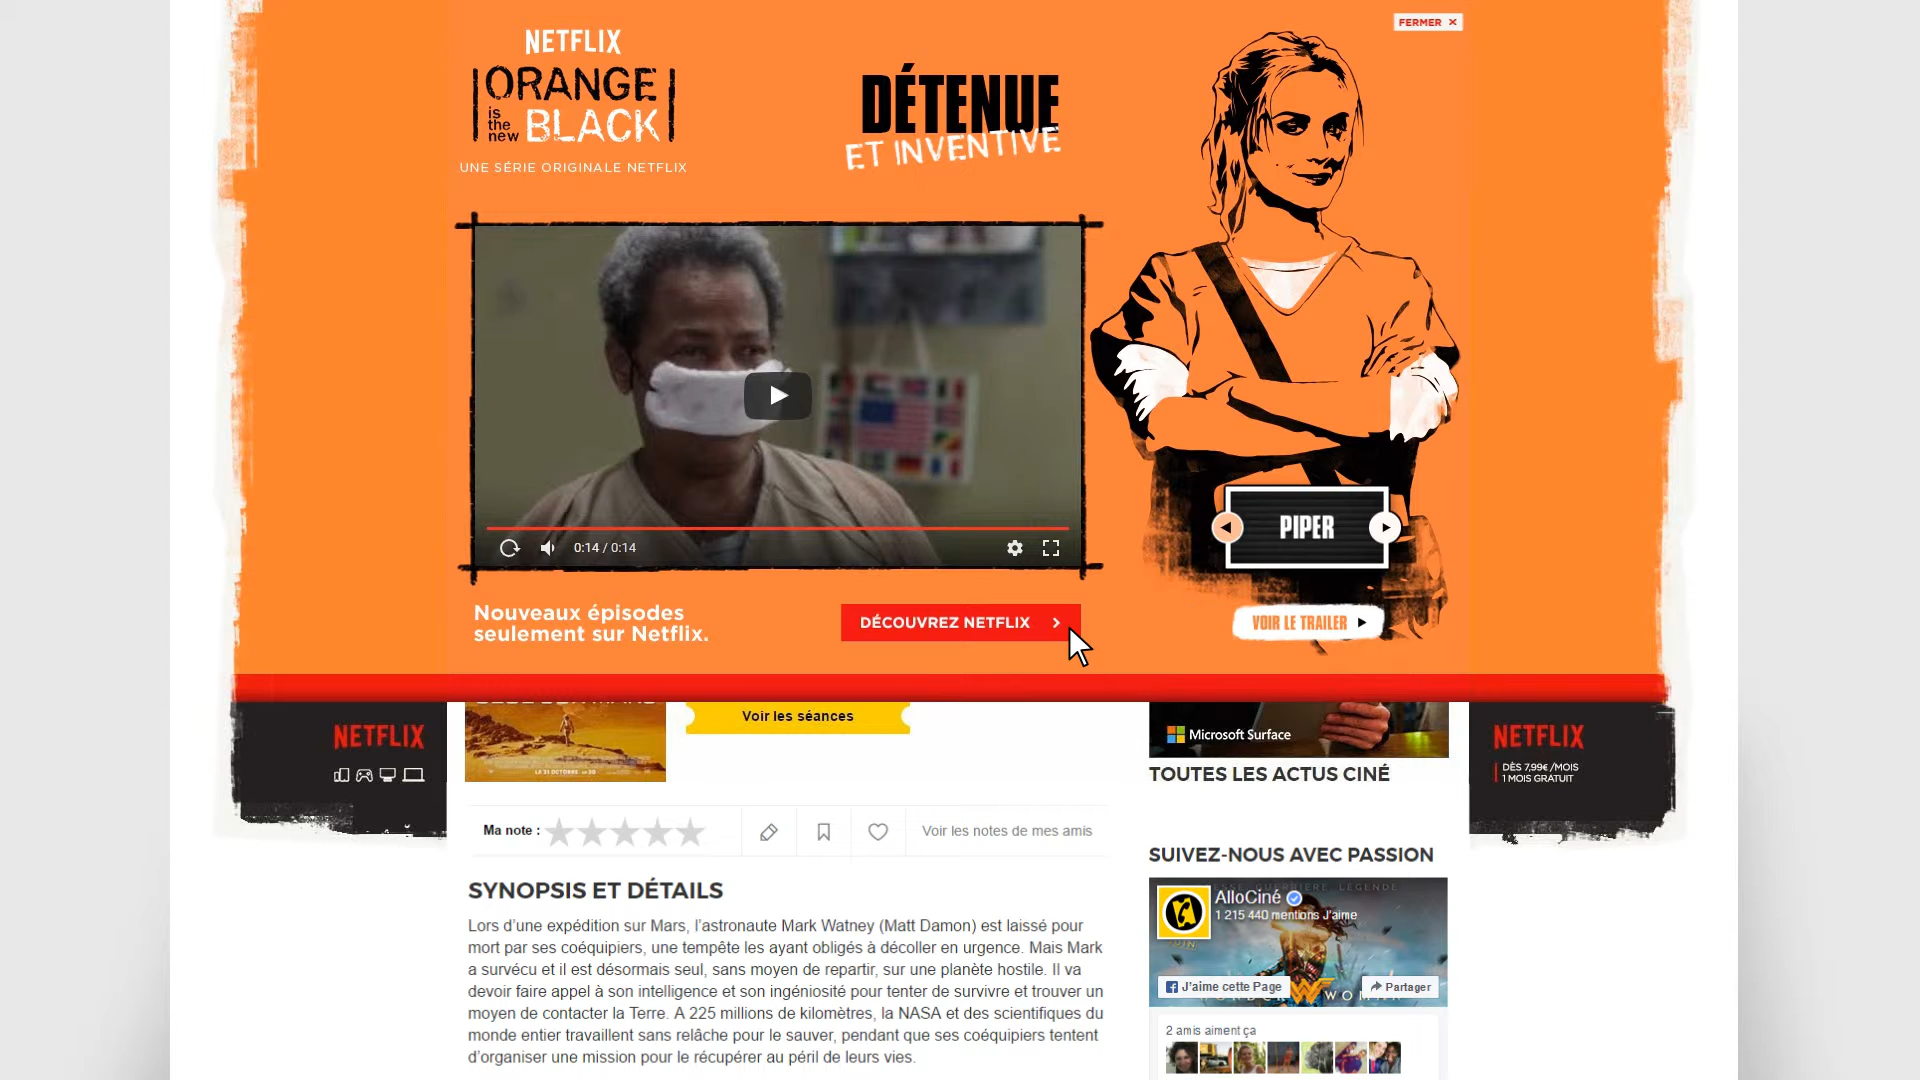 FERMER ✕
NETFLIX
ORANGE
is
the
new
BLACK
UNE SÉRIE ORIGINALE NETFLIX
DÉTENUE
ET INVENTIVE
0:14 / 0:14
PIPER
Nouveaux épisodes
seulement sur Netflix.
DÉCOUVREZ NETFLIX
VOIR LE TRAILER
NETFLIX
LE 21 OCTOBRE
Voir les séances
Microsoft Surface
NETFLIX
DÈS 7,99€/MOIS
1 MOIS GRATUIT
TOUTES LES ACTUS CINÉ
Ma note :
Voir les notes de mes amis
SUIVEZ-NOUS AVEC PASSION
SYNOPSIS ET DÉTAILS
Lors d’une expédition sur Mars, l’astronaute Mark Watney (Matt Damon) est laissé pour
mort par ses coéquipiers, une tempête les ayant obligés à décoller en urgence. Mais Mark
a survécu et il est désormais seul, sans moyen de repartir, sur une planète hostile. Il va
devoir faire appel à son intelligence et son ingéniosité pour tenter de survivre et trouver un
moyen de contacter la Terre. A 225 millions de kilomètres, la NASA et des scientifiques du
monde entier travaillent sans relâche pour le sauver, pendant que ses coéquipiers tentent
d’organiser une mission pour le récupérer au péril de leurs vies.
AlloCiné
1 215 440 mentions J’aime
J’aime cette Page
Partager
2 amis aiment ça